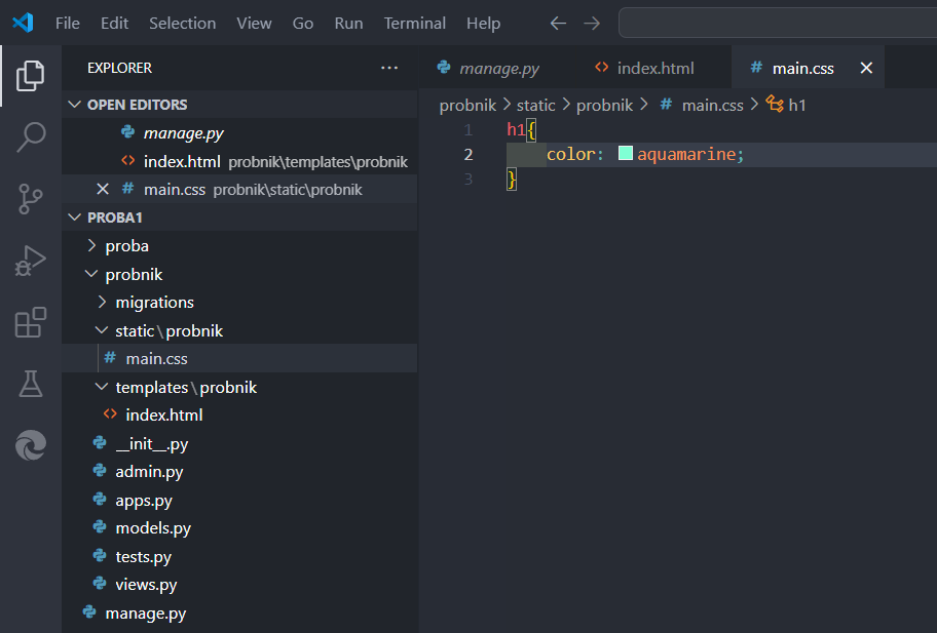 File Edit Selection View Go Run Terminal Help
EXPLORER
OPEN EDITORS
manage.py
index.html probnik\templates\probnik
main.css probnik\static\probnik
PROBA1
proba
probnik
migrations
static\probnik
main.css
templates\probnik
index.html
__init__.py
admin.py
apps.py
models.py
tests.py
views.py
manage.py
manage.py index.html main.css
probnik > static > probnik > # main.css > h1
1 h1{
2 color: aquamarine;
3 }